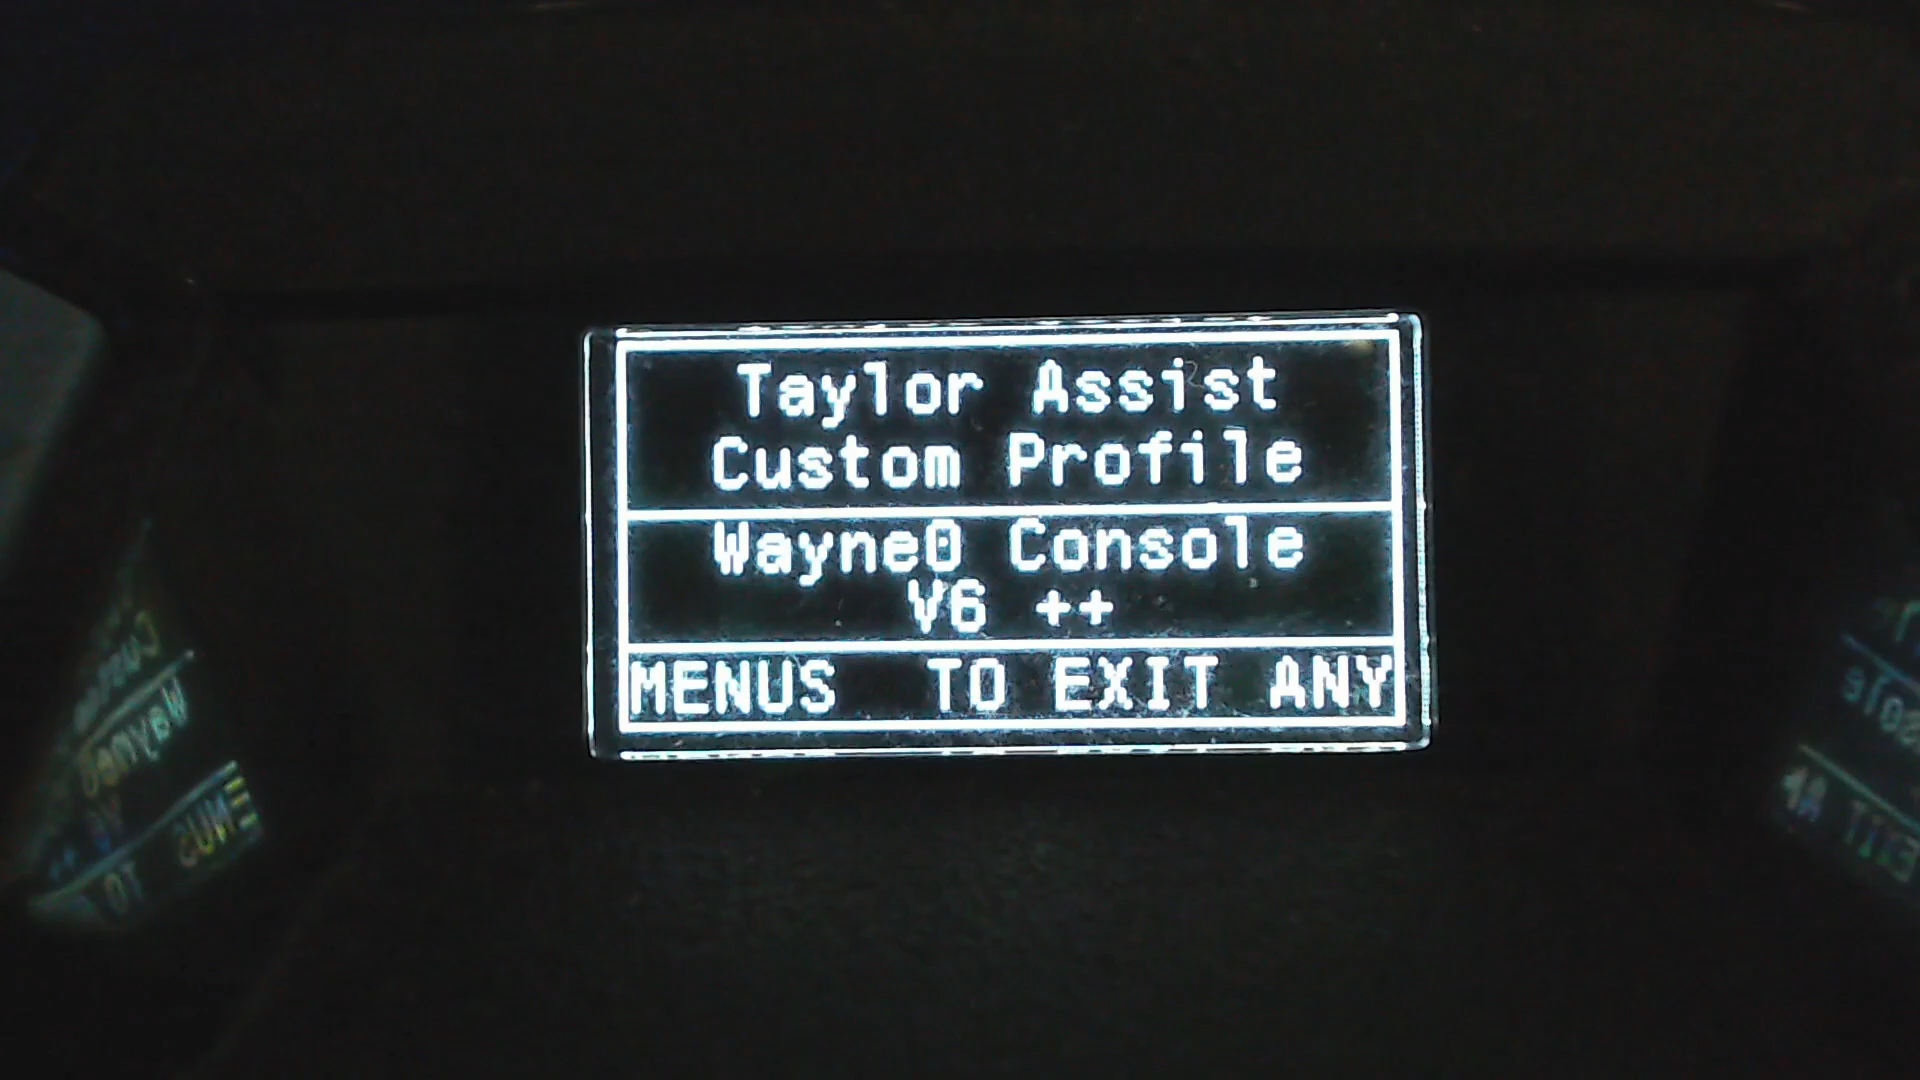 Taylor Assist
Custom Profile
Wayne0 Console
V6 ++
MENUS  TO EXIT ANY